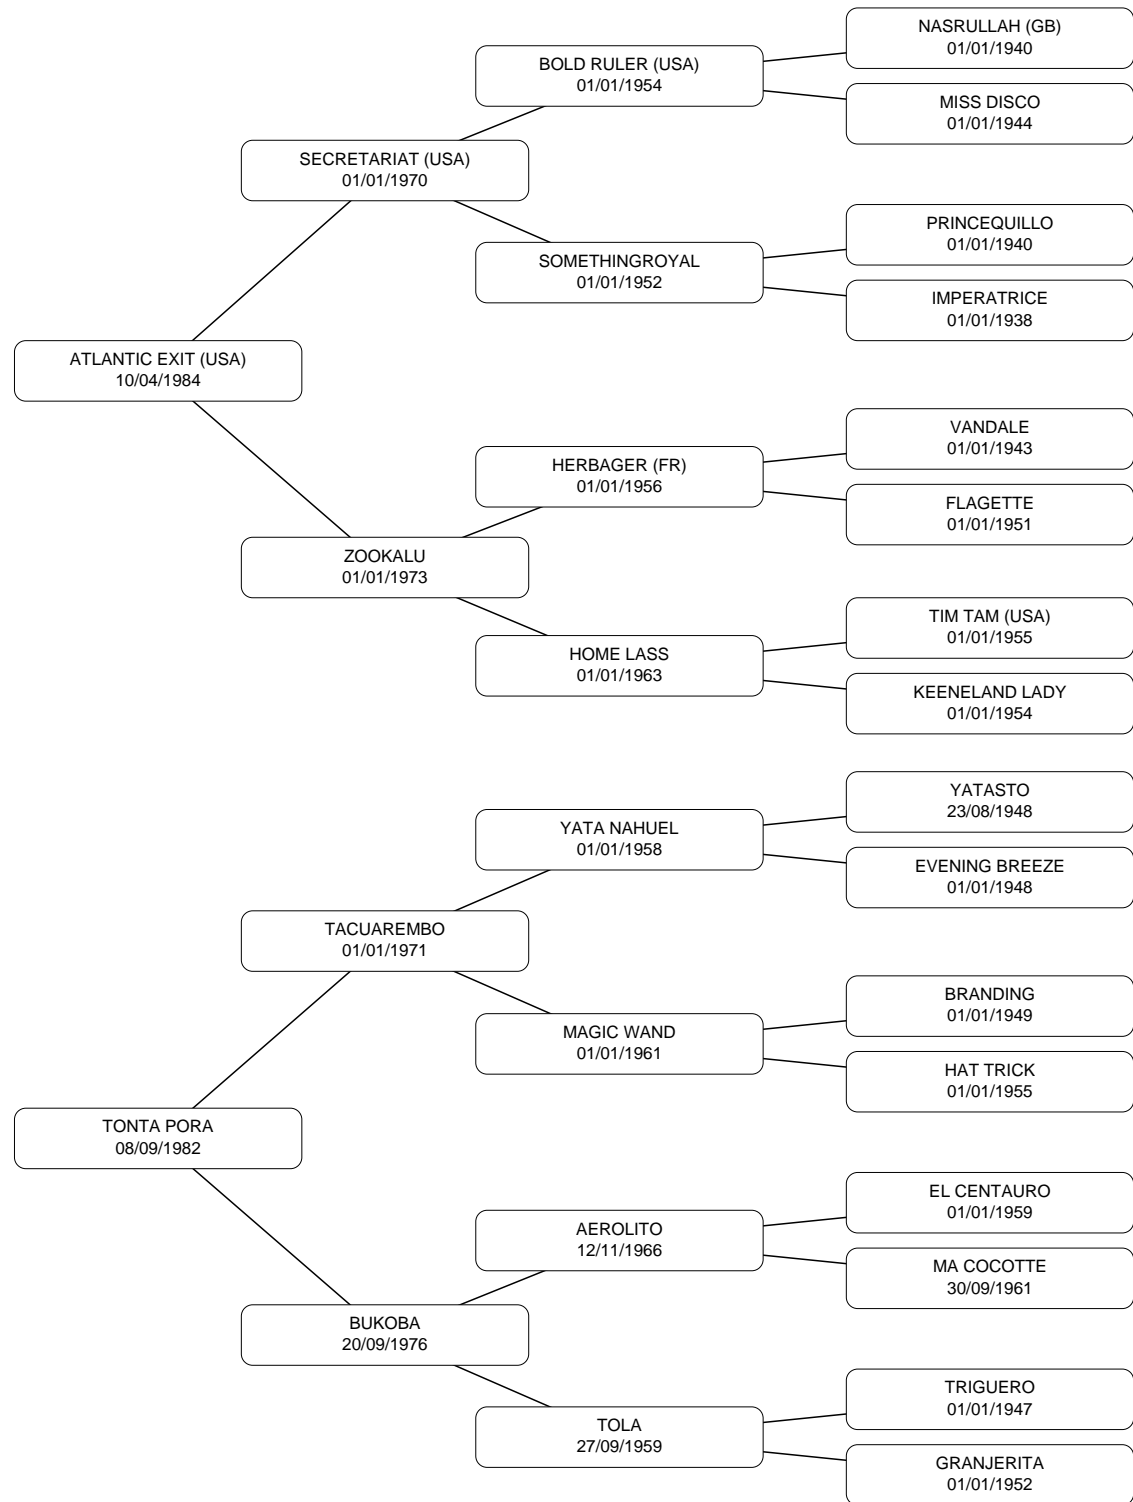 NASRULLAH (GB)
01/01/1940
BOLD RULER (USA)
01/01/1954
MISS DISCO
01/01/1944
SECRETARIAT (USA)
01/01/1970
PRINCEQUILLO
01/01/1940
SOMETHINGROYAL
01/01/1952
IMPERATRICE
01/01/1938
ATLANTIC EXIT (USA)
10/04/1984
VANDALE
01/01/1943
HERBAGER (FR)
01/01/1956
FLAGETTE
01/01/1951
ZOOKALU
01/01/1973
TIM TAM (USA)
01/01/1955
HOME LASS
01/01/1963
KEENELAND LADY
01/01/1954
YATASTO
23/08/1948
YATA NAHUEL
01/01/1958
EVENING BREEZE
01/01/1948
TACUAREMBO
01/01/1971
BRANDING
01/01/1949
MAGIC WAND
01/01/1961
HAT TRICK
01/01/1955
TONTA PORA
08/09/1982
EL CENTAURO
01/01/1959
AEROLITO
12/11/1966
MA COCOTTE
30/09/1961
BUKOBA
20/09/1976
TRIGUERO
01/01/1947
TOLA
27/09/1959
GRANJERITA
01/01/1952